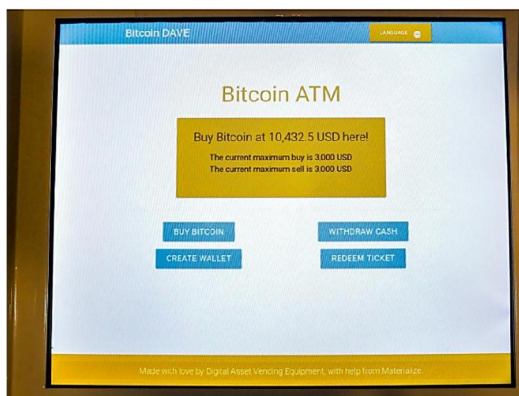 Bitcoin DAVE
LANGUAGE
Bitcoin ATM
Buy Bitcoin at 10,432.5 USD here!
The current maximum buy is 3,000 USD
The current maximum sell is 3,000 USD
BUY BITCOIN
WITHDRAW CASH
CREATE WALLET
REDEEM TICKET
Made with love by Digital Asset Vending Equipment, with help from Materialize.